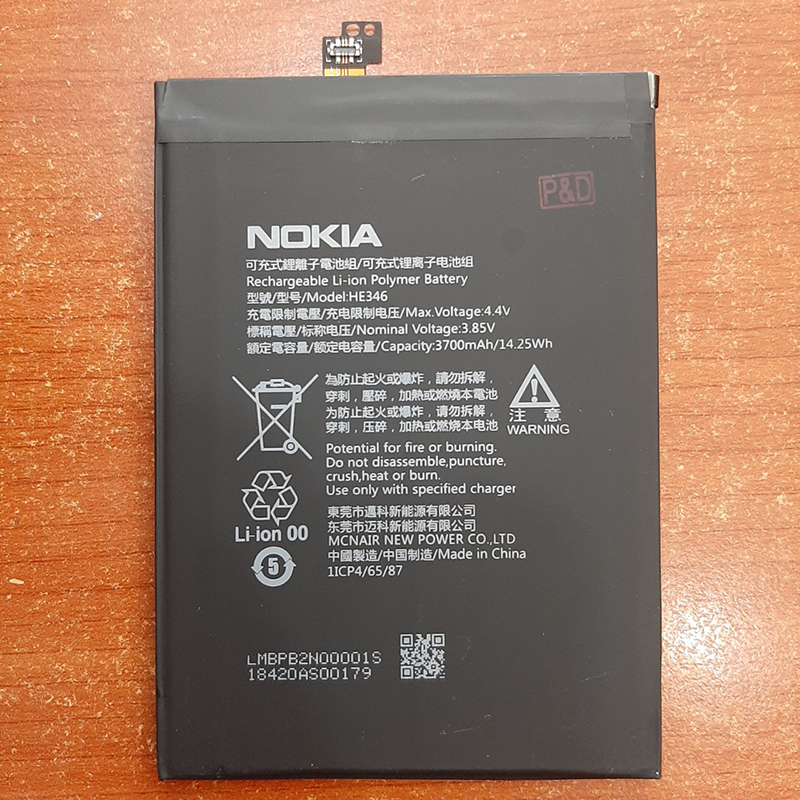 P&D
NOKIA
可充式鋰離子電池組/可充式锂离子电池组
Rechargeable Li-ion Polymer Battery
型號/型号/Model:HE346
充電限制電壓/充电限制电压/Max.Voltage:4.4V
標稱電壓/标称电压/Nominal Voltage:3.85V
額定電容量/额定电容量/Capacity:3700mAh/14.25Wh
為防止起火或爆炸，請勿拆解，
穿刺，壓碎，加熱或燃燒本電池
为防止起火或爆炸，请勿拆解，
穿刺，压碎，加热或燃烧本电池
注 意
WARNING
Potential for fire or burning.
Do not disassemble,puncture,
crush,heat or burn.
Use only with specified charger
Li-ion 00
5
東莞市邁科新能源有限公司
东莞市迈科新能源有限公司
MCNAIR NEW POWER CO.,LTD
中國製造/中国制造/Made in China
1ICP4/65/87
LMBPB2N00001S
18420AS00179